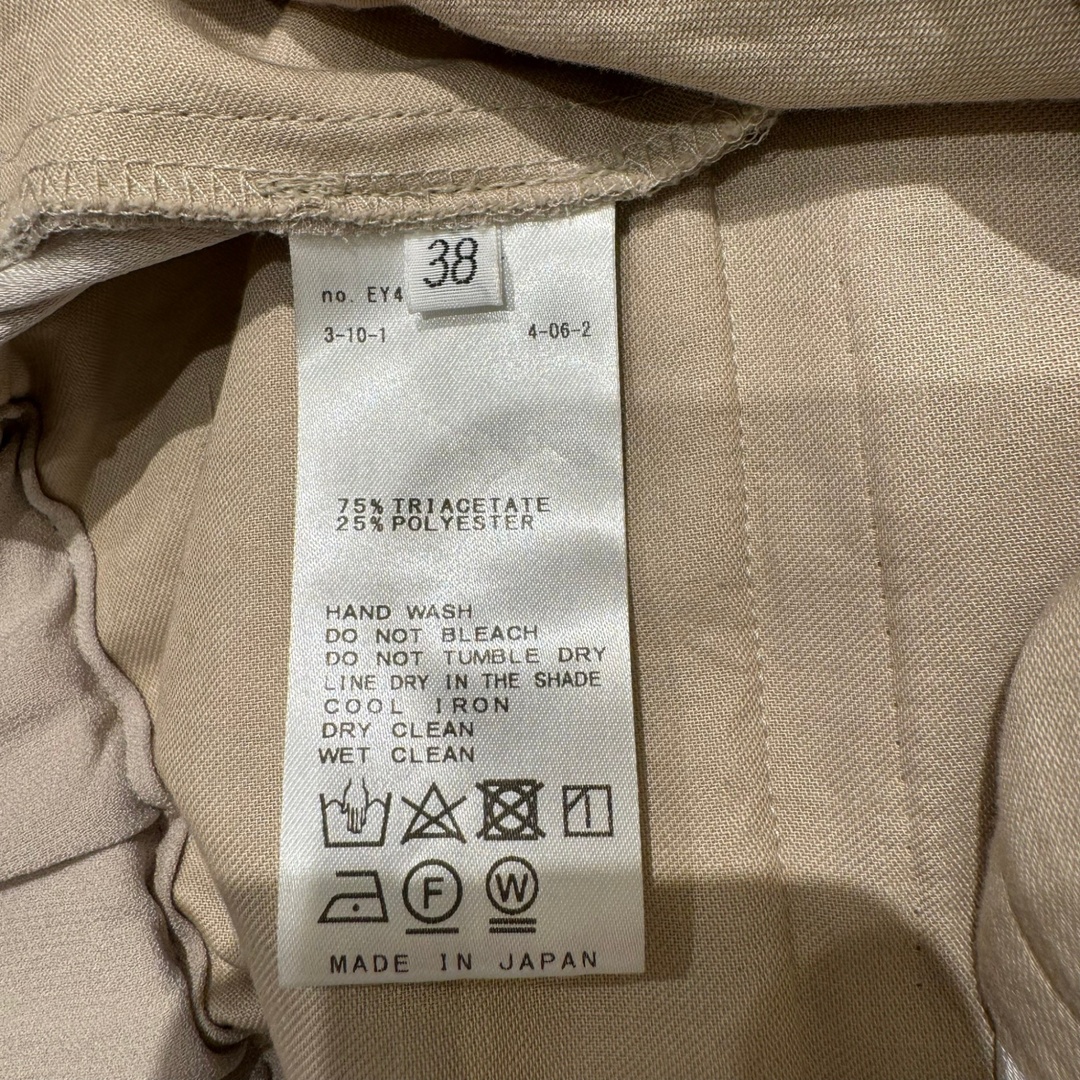 38
no. EY4
3-10-1 4-06-2
75% TRIACETATE
25% POLYESTER
HAND WASH
DO NOT BLEACH
DO NOT TUMBLE DRY
LINE DRY IN THE SHADE
COOL IRON
DRY CLEAN
WET CLEAN
F W
MADE IN JAPAN